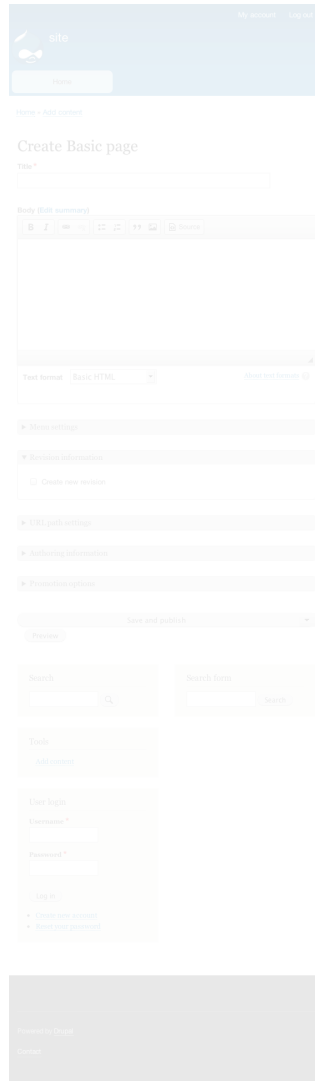 My account Log out
site
Home
Home » Add content
Create Basic page
Title *
Body (Edit summary)
Source
Text format Basic HTML
About text formats
Menu settings
Revision information
Create new revision
URL path settings
Authoring information
Promotion options
Save and publish
Preview
Search
Search form
Search
Tools
Add content
User login
Username *
Password *
Log in
Create new account
Reset your password
Powered by Drupal
Contact